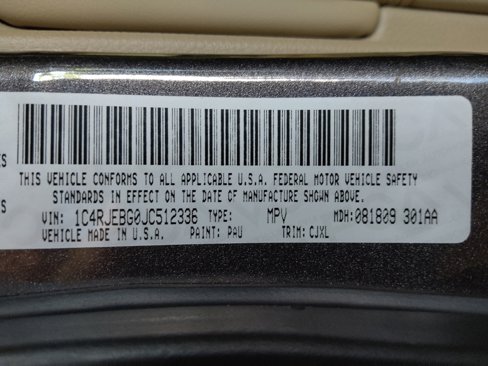 THIS VEHICLE CONFORMS TO ALL APPLICABLE U.S.A. FEDERAL MOTOR VEHICLE SAFETY
STANDARDS IN EFFECT ON THE DATE OF MANUFACTURE SHOWN ABOVE.
VIN: 1C4RJEBG0JC512336 TYPE: MPV MDH: 081809 301AA
VEHICLE MADE IN U.S.A. PAINT: PAU TRIM: CJXL